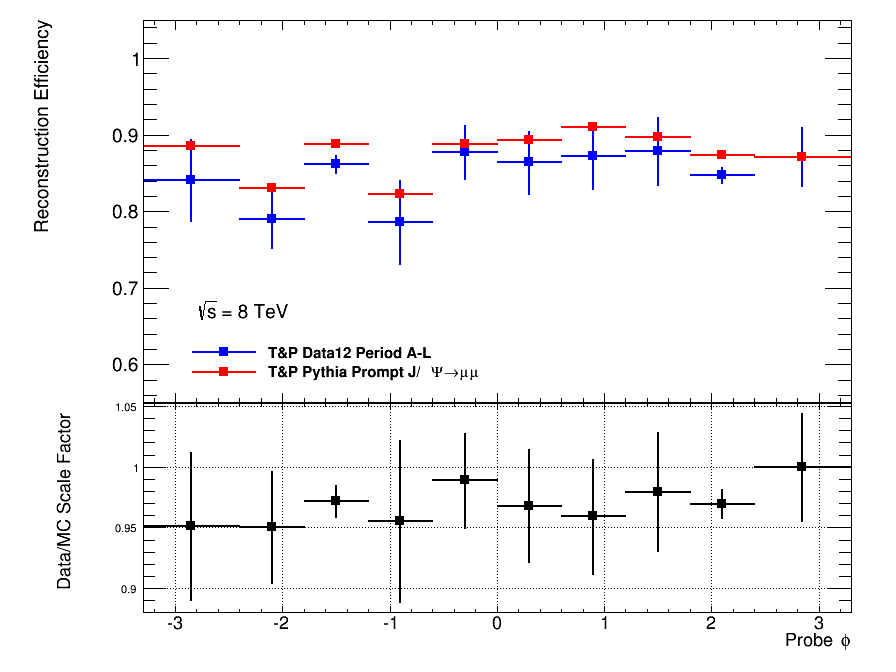 Reconstruction Efficiency
1
0.9
0.8
0.7
0.6
√s = 8 TeV
T&P Data12 Period A-L
T&P Pythia Prompt J/ Ψ→μμ
Data/MC Scale Factor
1.05
1
0.95
0.9
-3 -2 -1 0 1 2 3
Probe ϕ